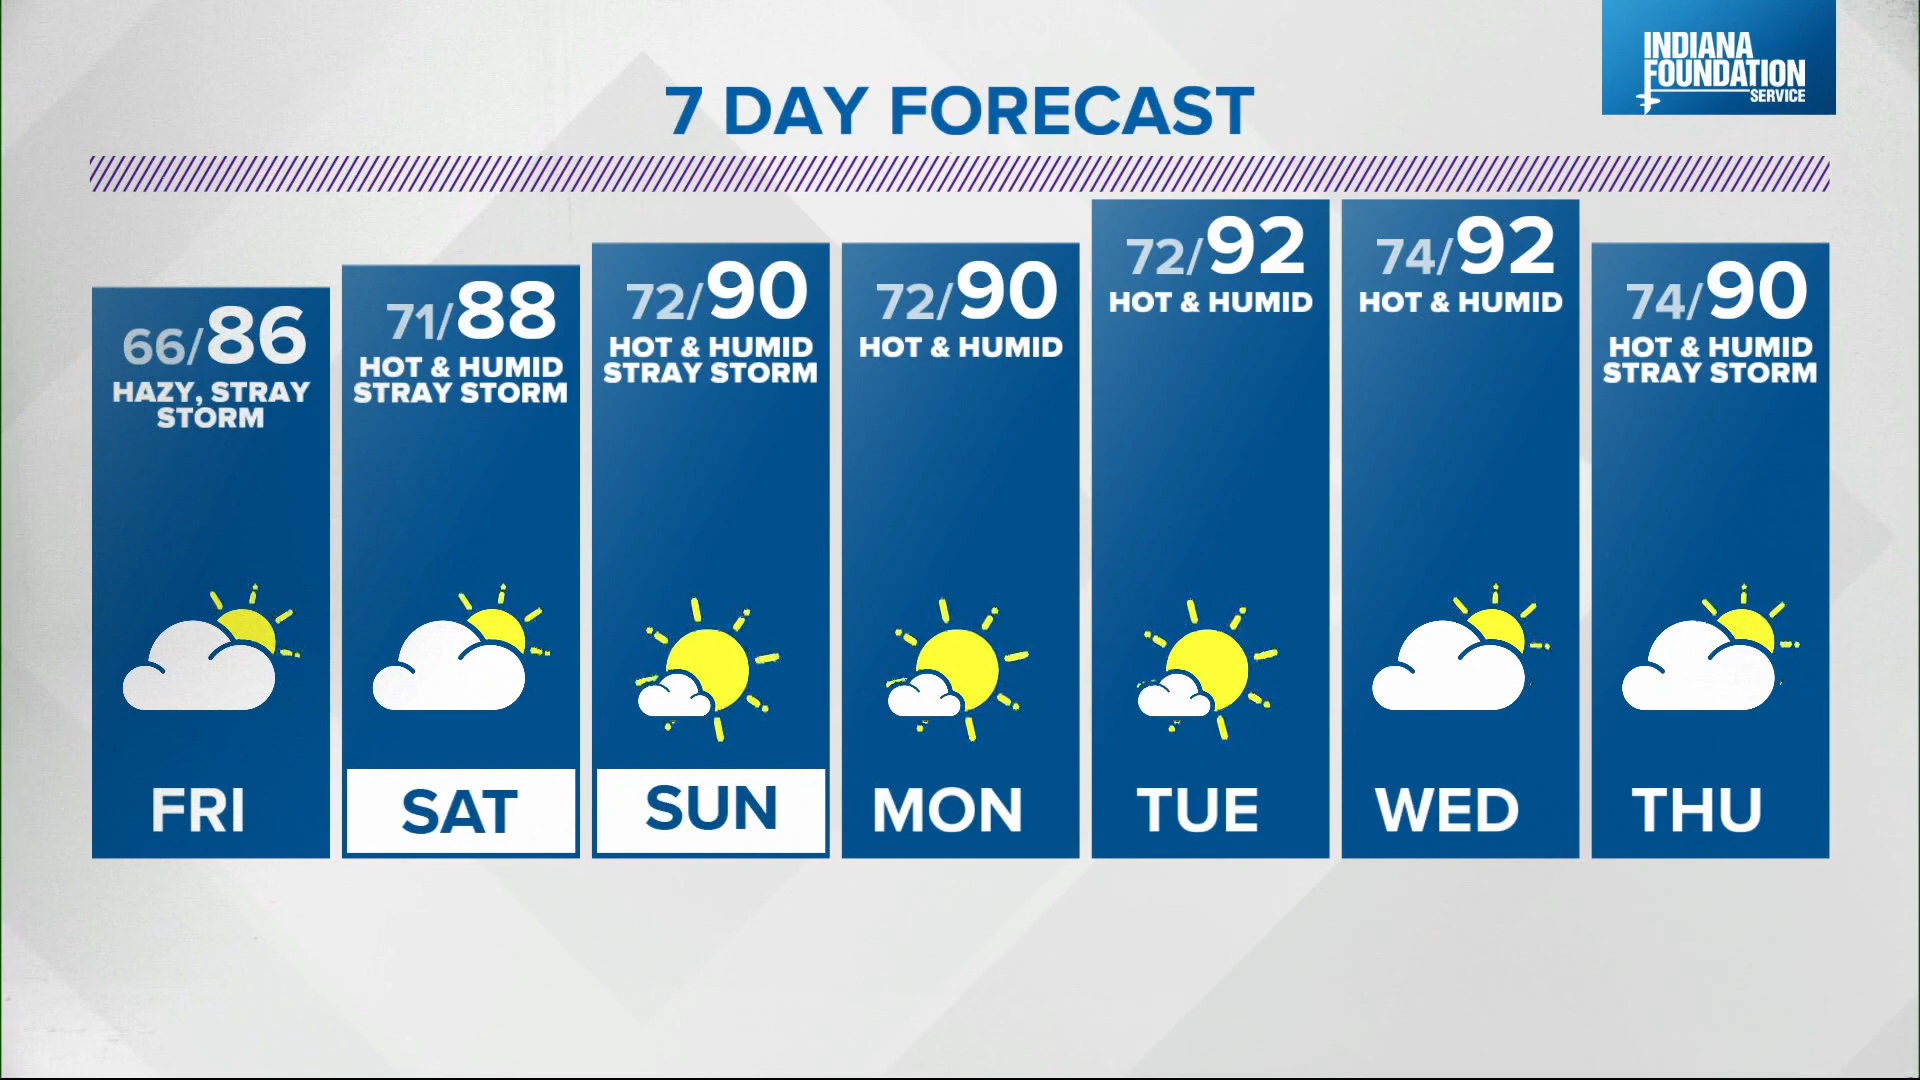 INDIANA
FOUNDATION
SERVICE
7 DAY FORECAST
66/86
HAZY, STRAY
STORM
FRI
71/88
HOT & HUMID
STRAY STORM
SAT
72/90
HOT & HUMID
STRAY STORM
SUN
72/90
HOT & HUMID
MON
72/92
HOT & HUMID
TUE
74/92
HOT & HUMID
WED
74/90
HOT & HUMID
STRAY STORM
THU